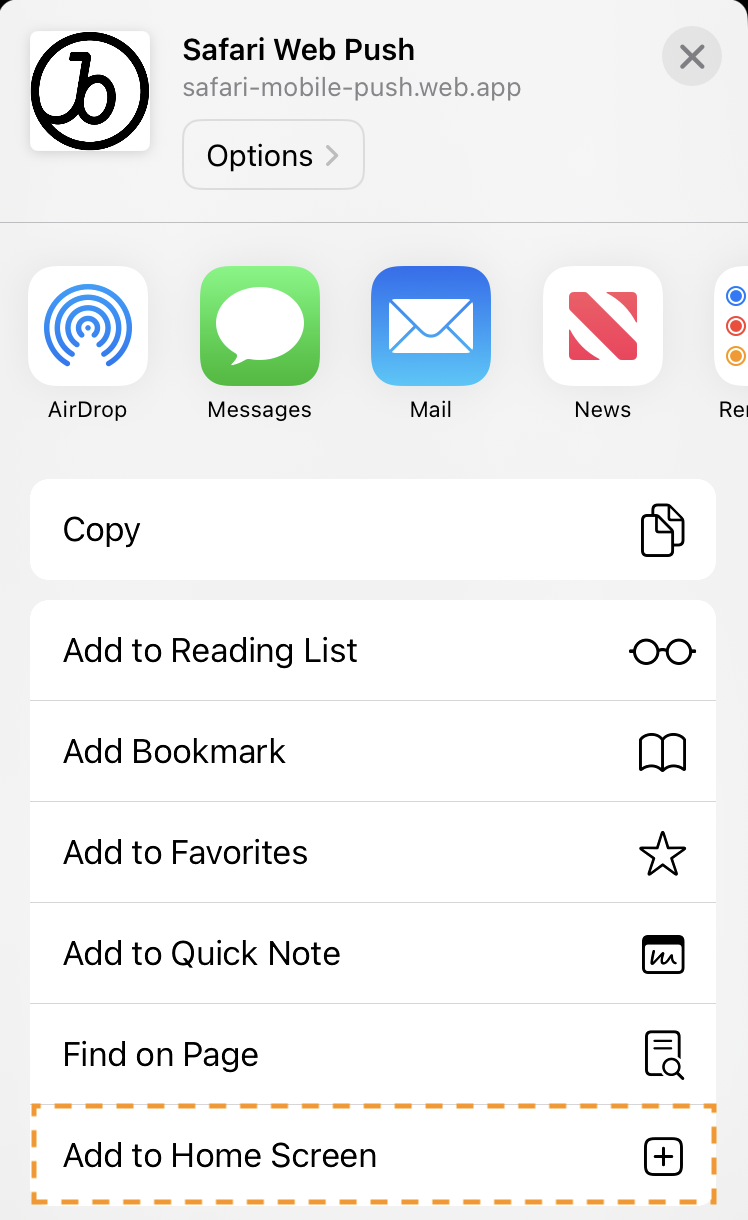 Safari Web Push
safari-mobile-push.web.app
Options
AirDrop
Messages
Mail
News
Copy
Add to Reading List
Add Bookmark
Add to Favorites
Add to Quick Note
Find on Page
Add to Home Screen